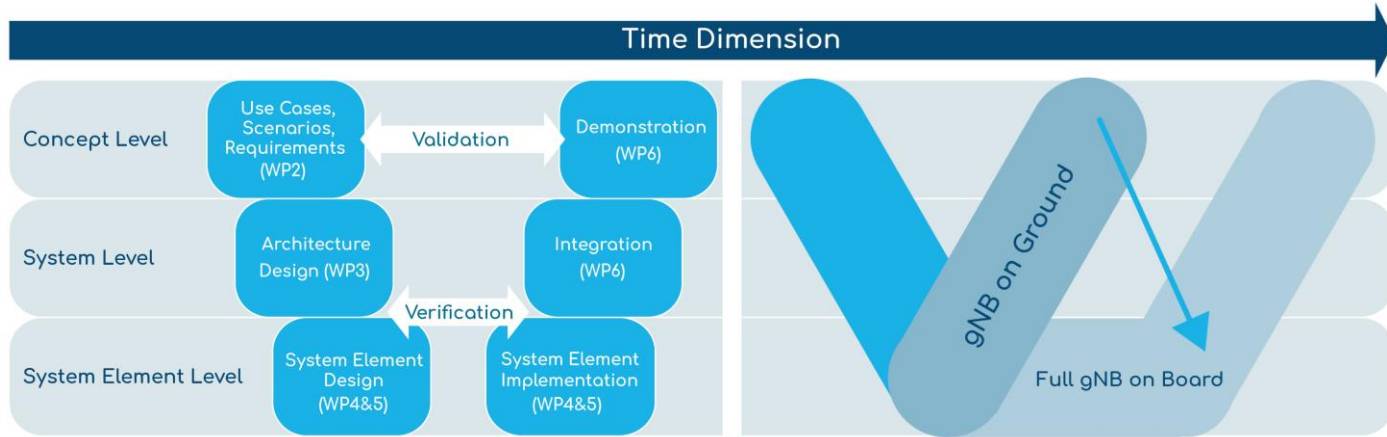 Time Dimension
Concept Level
Use Cases,
Scenarios,
Requirements
(WP2)
Validation
Demonstration
(WP6)
System Level
Architecture
Design (WP3)
Integration
(WP6)
Verification
System Element Level
System Element
Design
(WP4&5)
System Element
Implementation
(WP4&5)
gNB on Ground
Full gNB on Board